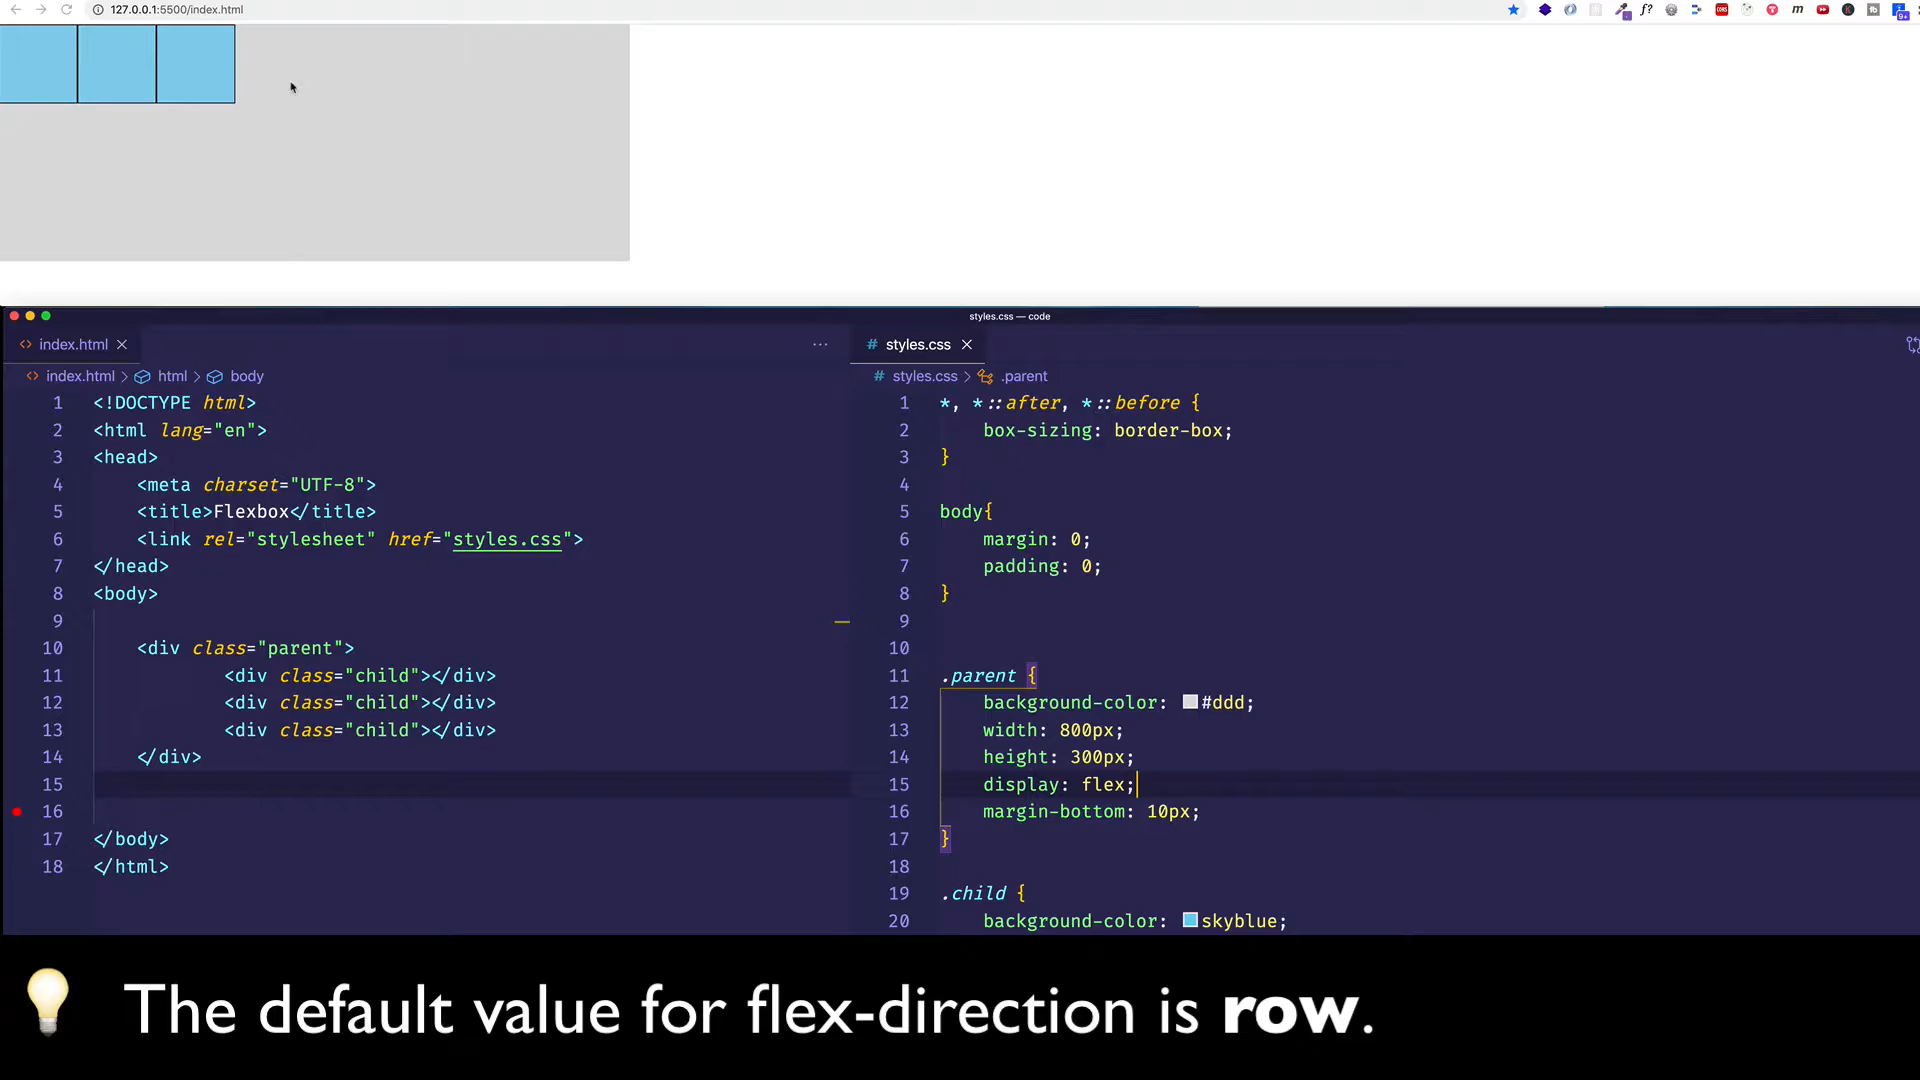 127.0.0.1:5500/index.html
f?
CORS
m
9+
styles.css — code
index.html
index.html > html > body
1 <!DOCTYPE html>
2 <html lang="en">
3 <head>
4 <meta charset="UTF-8">
5 <title>Flexbox</title>
6 <link rel="stylesheet" href="styles.css">
7 </head>
8 <body>
9
10 <div class="parent">
11 <div class="child"></div>
12 <div class="child"></div>
13 <div class="child"></div>
14 </div>
15
16
17 </body>
18 </html>
# styles.css
# styles.css > .parent
1 *, *::after, *::before {
2 box-sizing: border-box;
3 }
4
5 body{
6 margin: 0;
7 padding: 0;
8 }
9
10
11 .parent {
12 background-color: #ddd;
13 width: 800px;
14 height: 300px;
15 display: flex;
16 margin-bottom: 10px;
17 }
18
19 .child {
20 background-color: skyblue;
The default value for flex-direction is row.